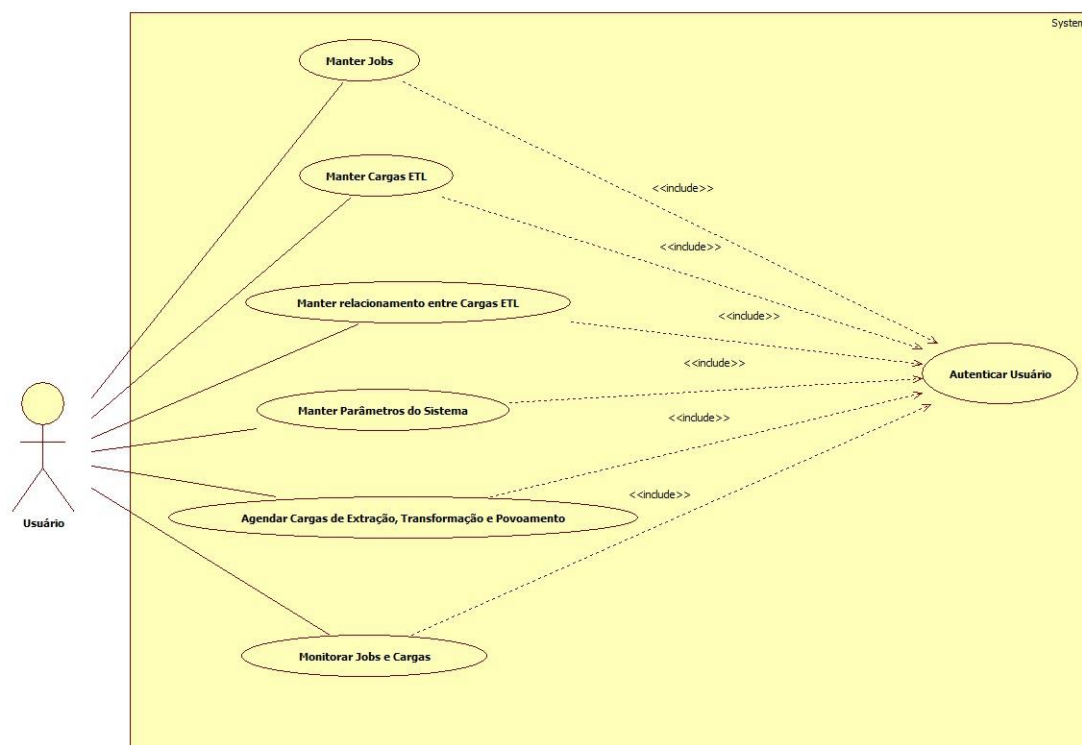 System
Manter Jobs
Manter Cargas ETL
<<include>>
<<include>>
Manter relacionamento entre Cargas ETL
<<include>>
<<include>>
Autenticar Usuário
Manter Parâmetros do Sistema
<<include>>
<<include>>
Agendar Cargas de Extração, Transformação e Povoamento
Usuário
Monitorar Jobs e Cargas